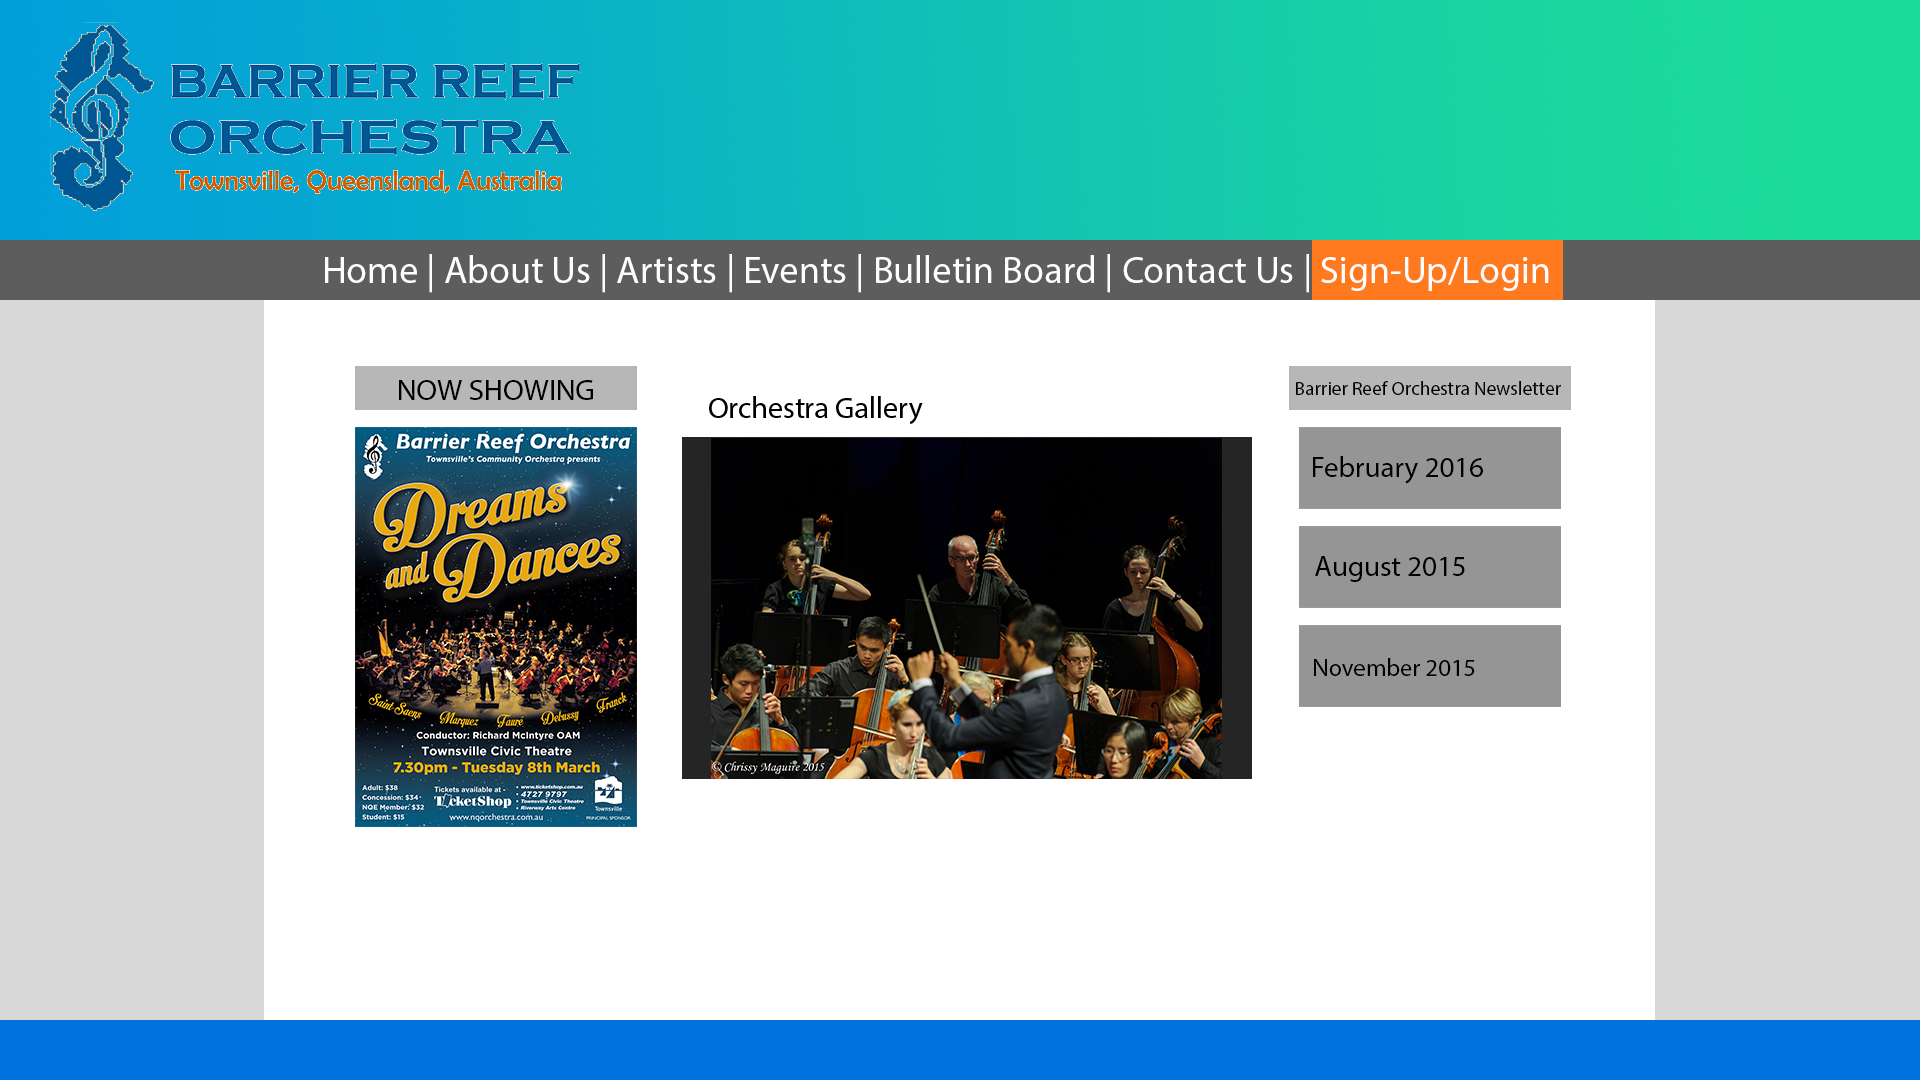 BARRIER REEF
ORCHESTRA
Townsville, Queensland, Australia
Home | About Us | Artists | Events | Bulletin Board | Contact Us | Sign-Up/Login
NOW SHOWING
Barrier Reef Orchestra
Townsville's Community Orchestra presents
Dreams
and Dances
Saint-Saens Marquez Fauré Debussy Franck
Conductor: Richard McIntyre OAM
Townsville Civic Theatre
7.30pm - Tuesday 8th March
Adult: $38
Concession: $34
NQE Member: $32
Student: $15
Tickets available at -
TicketShop
• www.ticketshop.com.au
• 4727 9797
• Townsville Civic Theatre
• Riverway Arts Centre
www.nqorchestra.com.au
Townsville
PRINCIPAL SPONSOR
Orchestra Gallery
© Chrissy Maguire 2015
Barrier Reef Orchestra Newsletter
February 2016
August 2015
November 2015